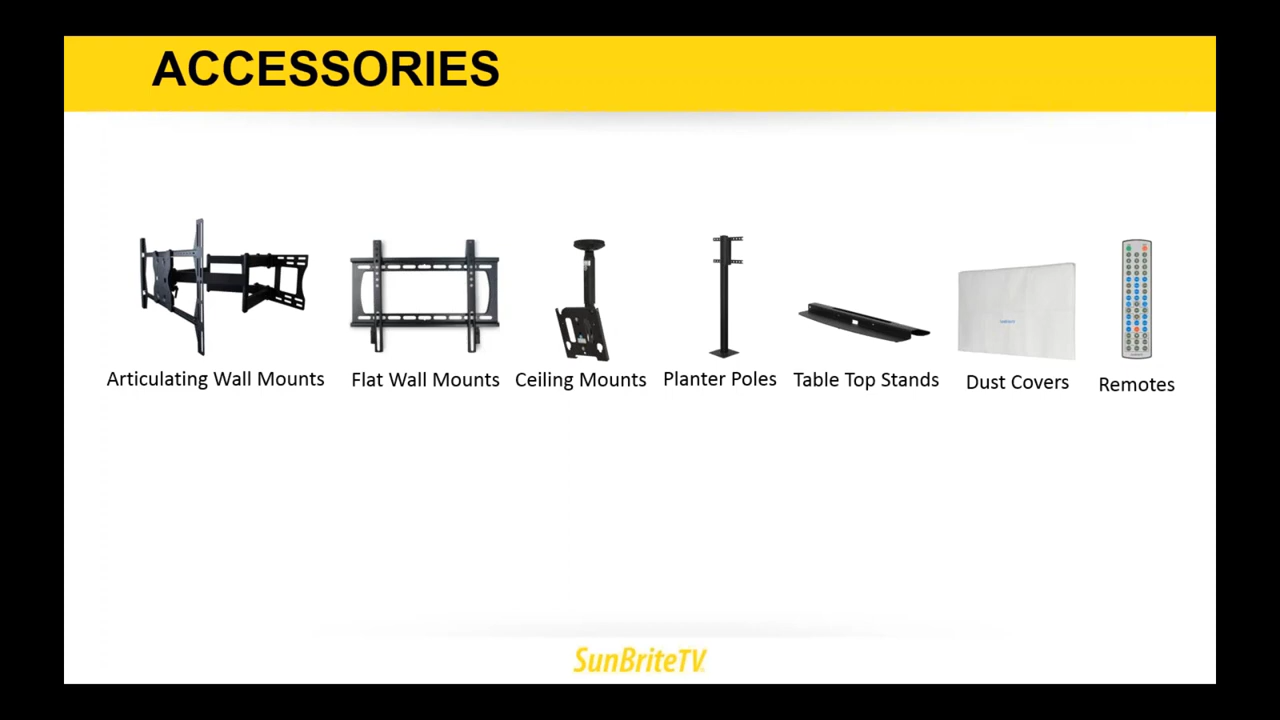 ACCESSORIES
Articulating Wall Mounts
Flat Wall Mounts
Ceiling Mounts
Planter Poles
Table Top Stands
Dust Covers
Remotes
SunBriteTV